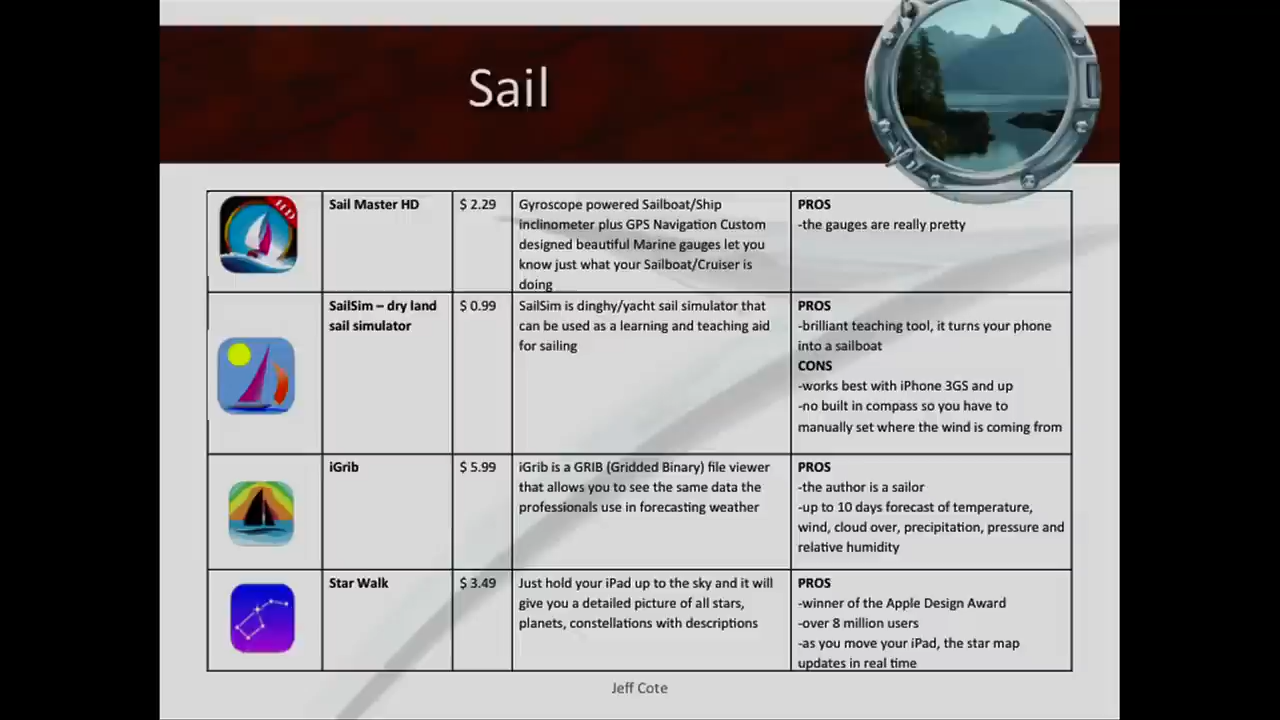 Sail
HD
Sail Master HD
$ 2.29
Gyroscope powered Sailboat/Ship
inclinometer plus GPS Navigation Custom
designed beautiful Marine gauges let you
know just what your Sailboat/Cruiser is
doing
PROS
-the gauges are really pretty
SailSim – dry land
sail simulator
$ 0.99
SailSim is dinghy/yacht sail simulator that
can be used as a learning and teaching aid
for sailing
PROS
-brilliant teaching tool, it turns your phone
into a sailboat
CONS
-works best with iPhone 3GS and up
-no built in compass so you have to
manually set where the wind is coming from
iGrib
$ 5.99
iGrib is a GRIB (Gridded Binary) file viewer
that allows you to see the same data the
professionals use in forecasting weather
PROS
-the author is a sailor
-up to 10 days forecast of temperature,
wind, cloud over, precipitation, pressure and
relative humidity
Star Walk
$ 3.49
Just hold your iPad up to the sky and it will
give you a detailed picture of all stars,
planets, constellations with descriptions
PROS
-winner of the Apple Design Award
-over 8 million users
-as you move your iPad, the star map
updates in real time
Jeff Cote